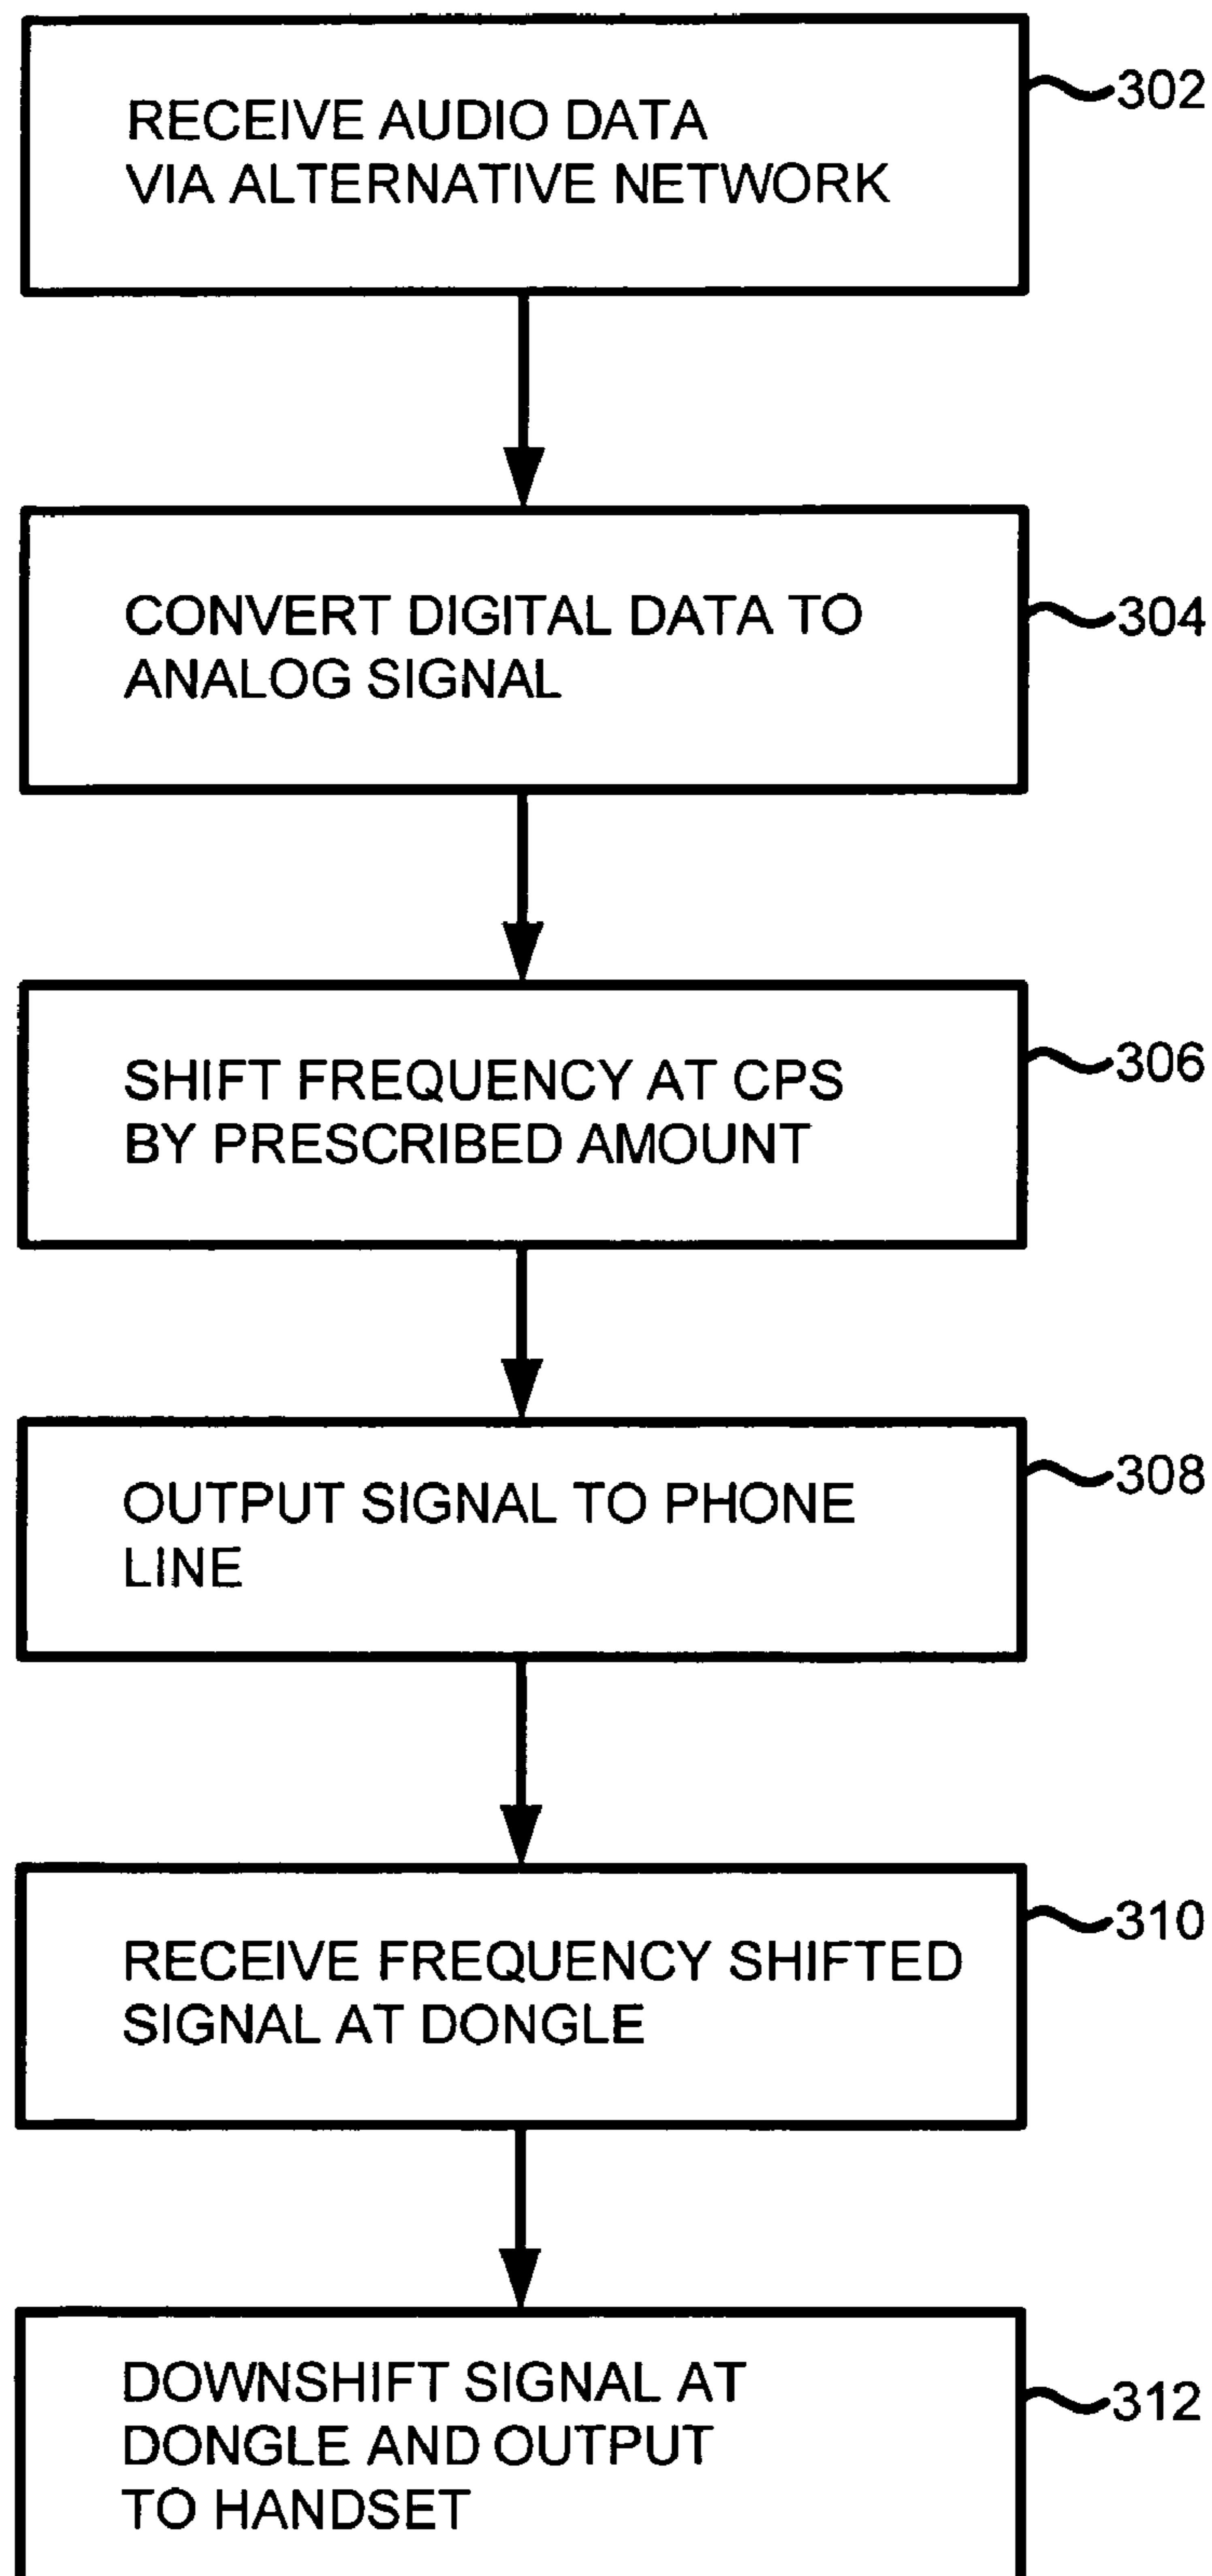 RECEIVE AUDIO DATA
VIA ALTERNATIVE NETWORK
302
CONVERT DIGITAL DATA TO
ANALOG SIGNAL
304
SHIFT FREQUENCY AT CPS
BY PRESCRIBED AMOUNT
306
OUTPUT SIGNAL TO PHONE
LINE
308
RECEIVE FREQUENCY SHIFTED
SIGNAL AT DONGLE
310
DOWNSHIFT SIGNAL AT
DONGLE AND OUTPUT
TO HANDSET
312